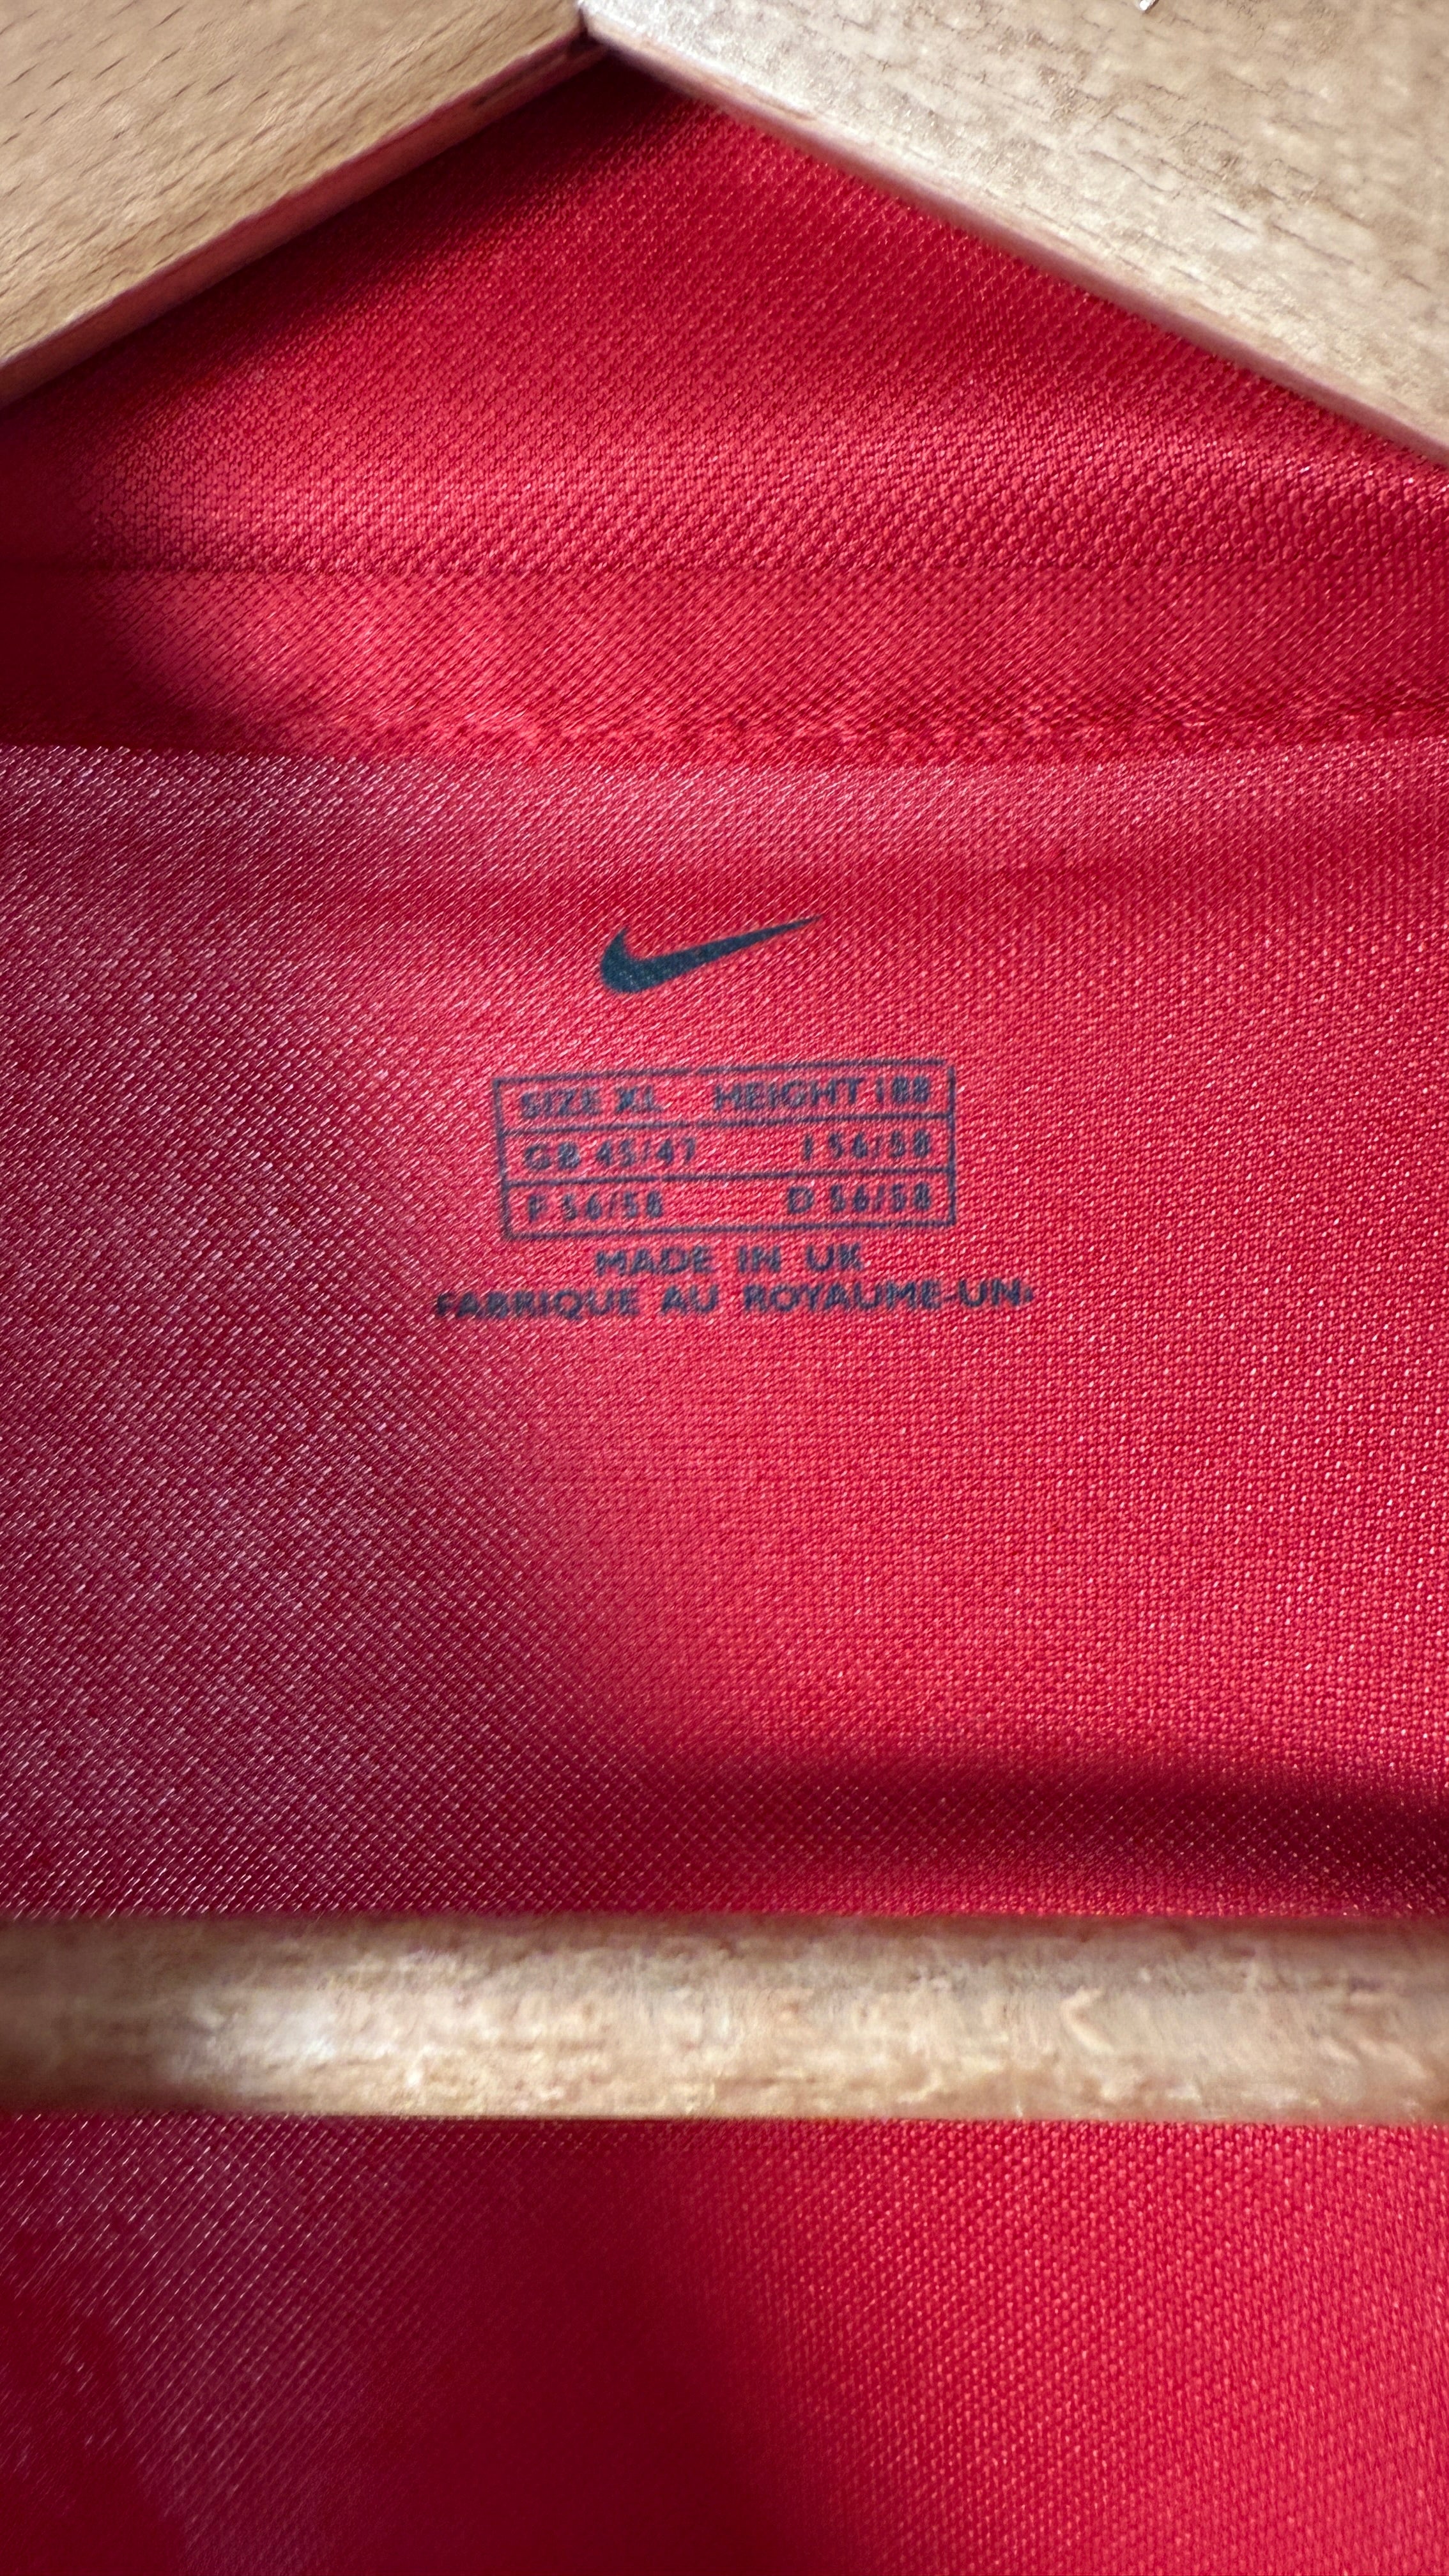 SIZE XL HEIGHT 188
GB 45/47 I 56/58
F 56/58 D 56/58
MADE IN UK
FABRIQUE AU ROYAUME-UNI